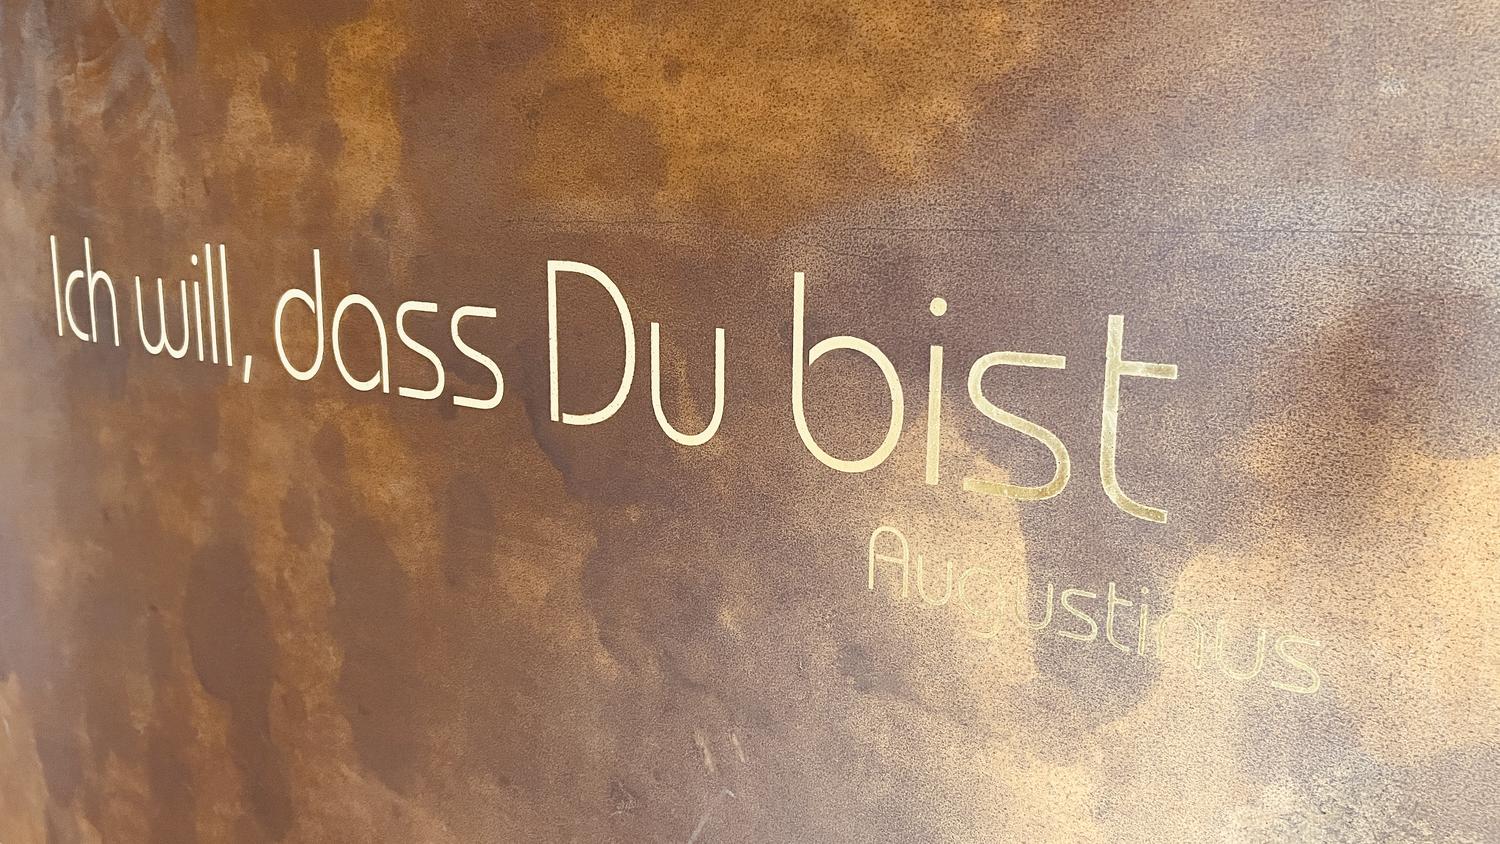 Ich will, dass Du bist
Augustinus